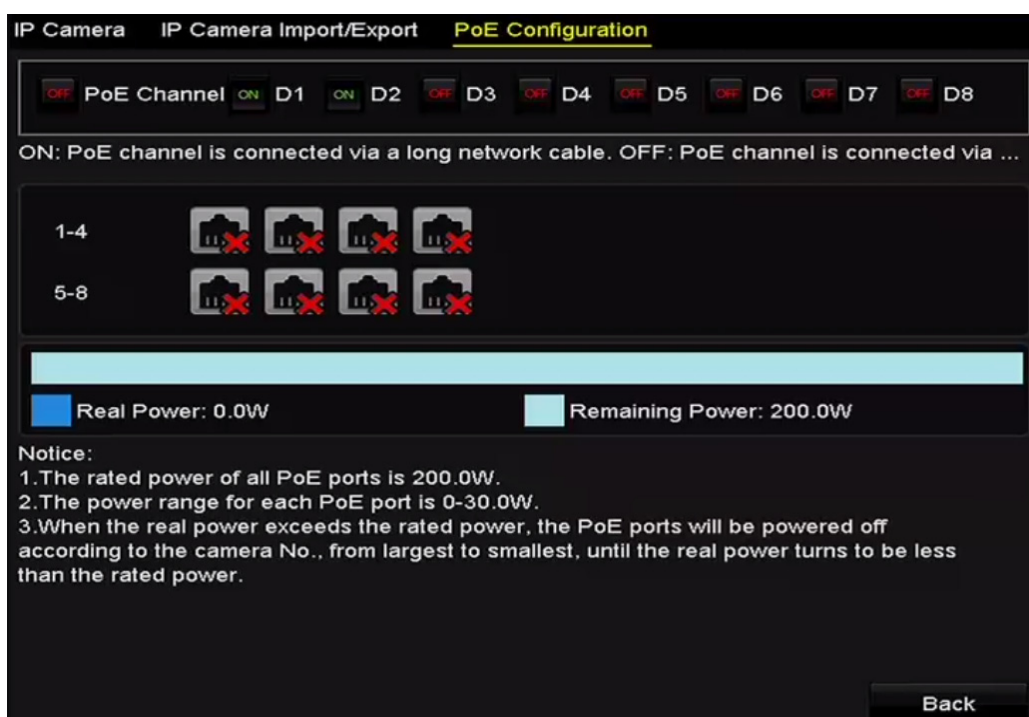 IP Camera IP Camera Import/Export PoE Configuration
OFF PoE Channel ON D1 ON D2 OFF D3 OFF D4 OFF D5 OFF D6 OFF D7 OFF D8
ON: PoE channel is connected via a long network cable. OFF: PoE channel is connected via ...
1-4
5-8
Real Power: 0.0W Remaining Power: 200.0W
Notice:
1.The rated power of all PoE ports is 200.0W.
2.The power range for each PoE port is 0-30.0W.
3.When the real power exceeds the rated power, the PoE ports will be powered off
according to the camera No., from largest to smallest, until the real power turns to be less
than the rated power.
Back